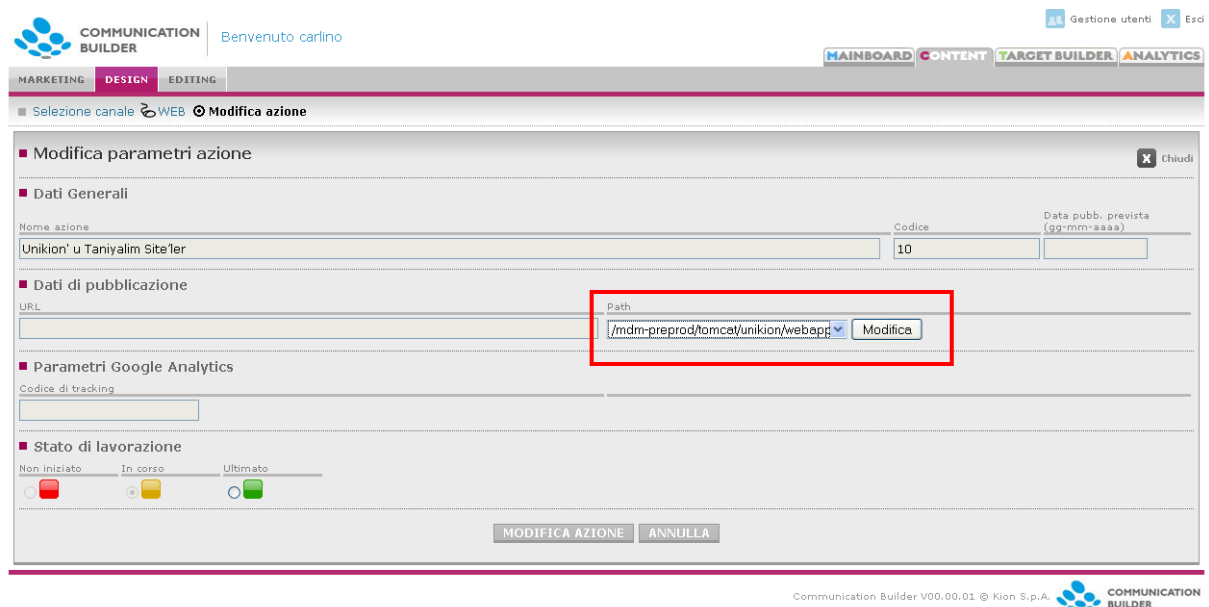 Gestione utenti X Esci
COMMUNICATION
BUILDER
Benvenuto carlino
MAINBOARD CONTENT TARGET BUILDER ANALYTICS
MARKETING DESIGN EDITING
Selezione canale WEB Modifica azione
Modifica parametri azione
X Chiudi
Dati Generali
Data pubb. prevista
Nome azione Codice (gg-mm-aaaa)
Unikion' u Taniyalim Site'ler 10
Dati di pubblicazione
URL Path
/mdm-preprod/tomcat/unikion/webapp Modifica
Parametri Google Analytics
Codice di tracking
Stato di lavorazione
Non iniziato In corso Ultimato
MODIFICA AZIONE ANNULLA
Communication Builder V00.00.01 @ Kion S.p.A.
COMMUNICATION
BUILDER